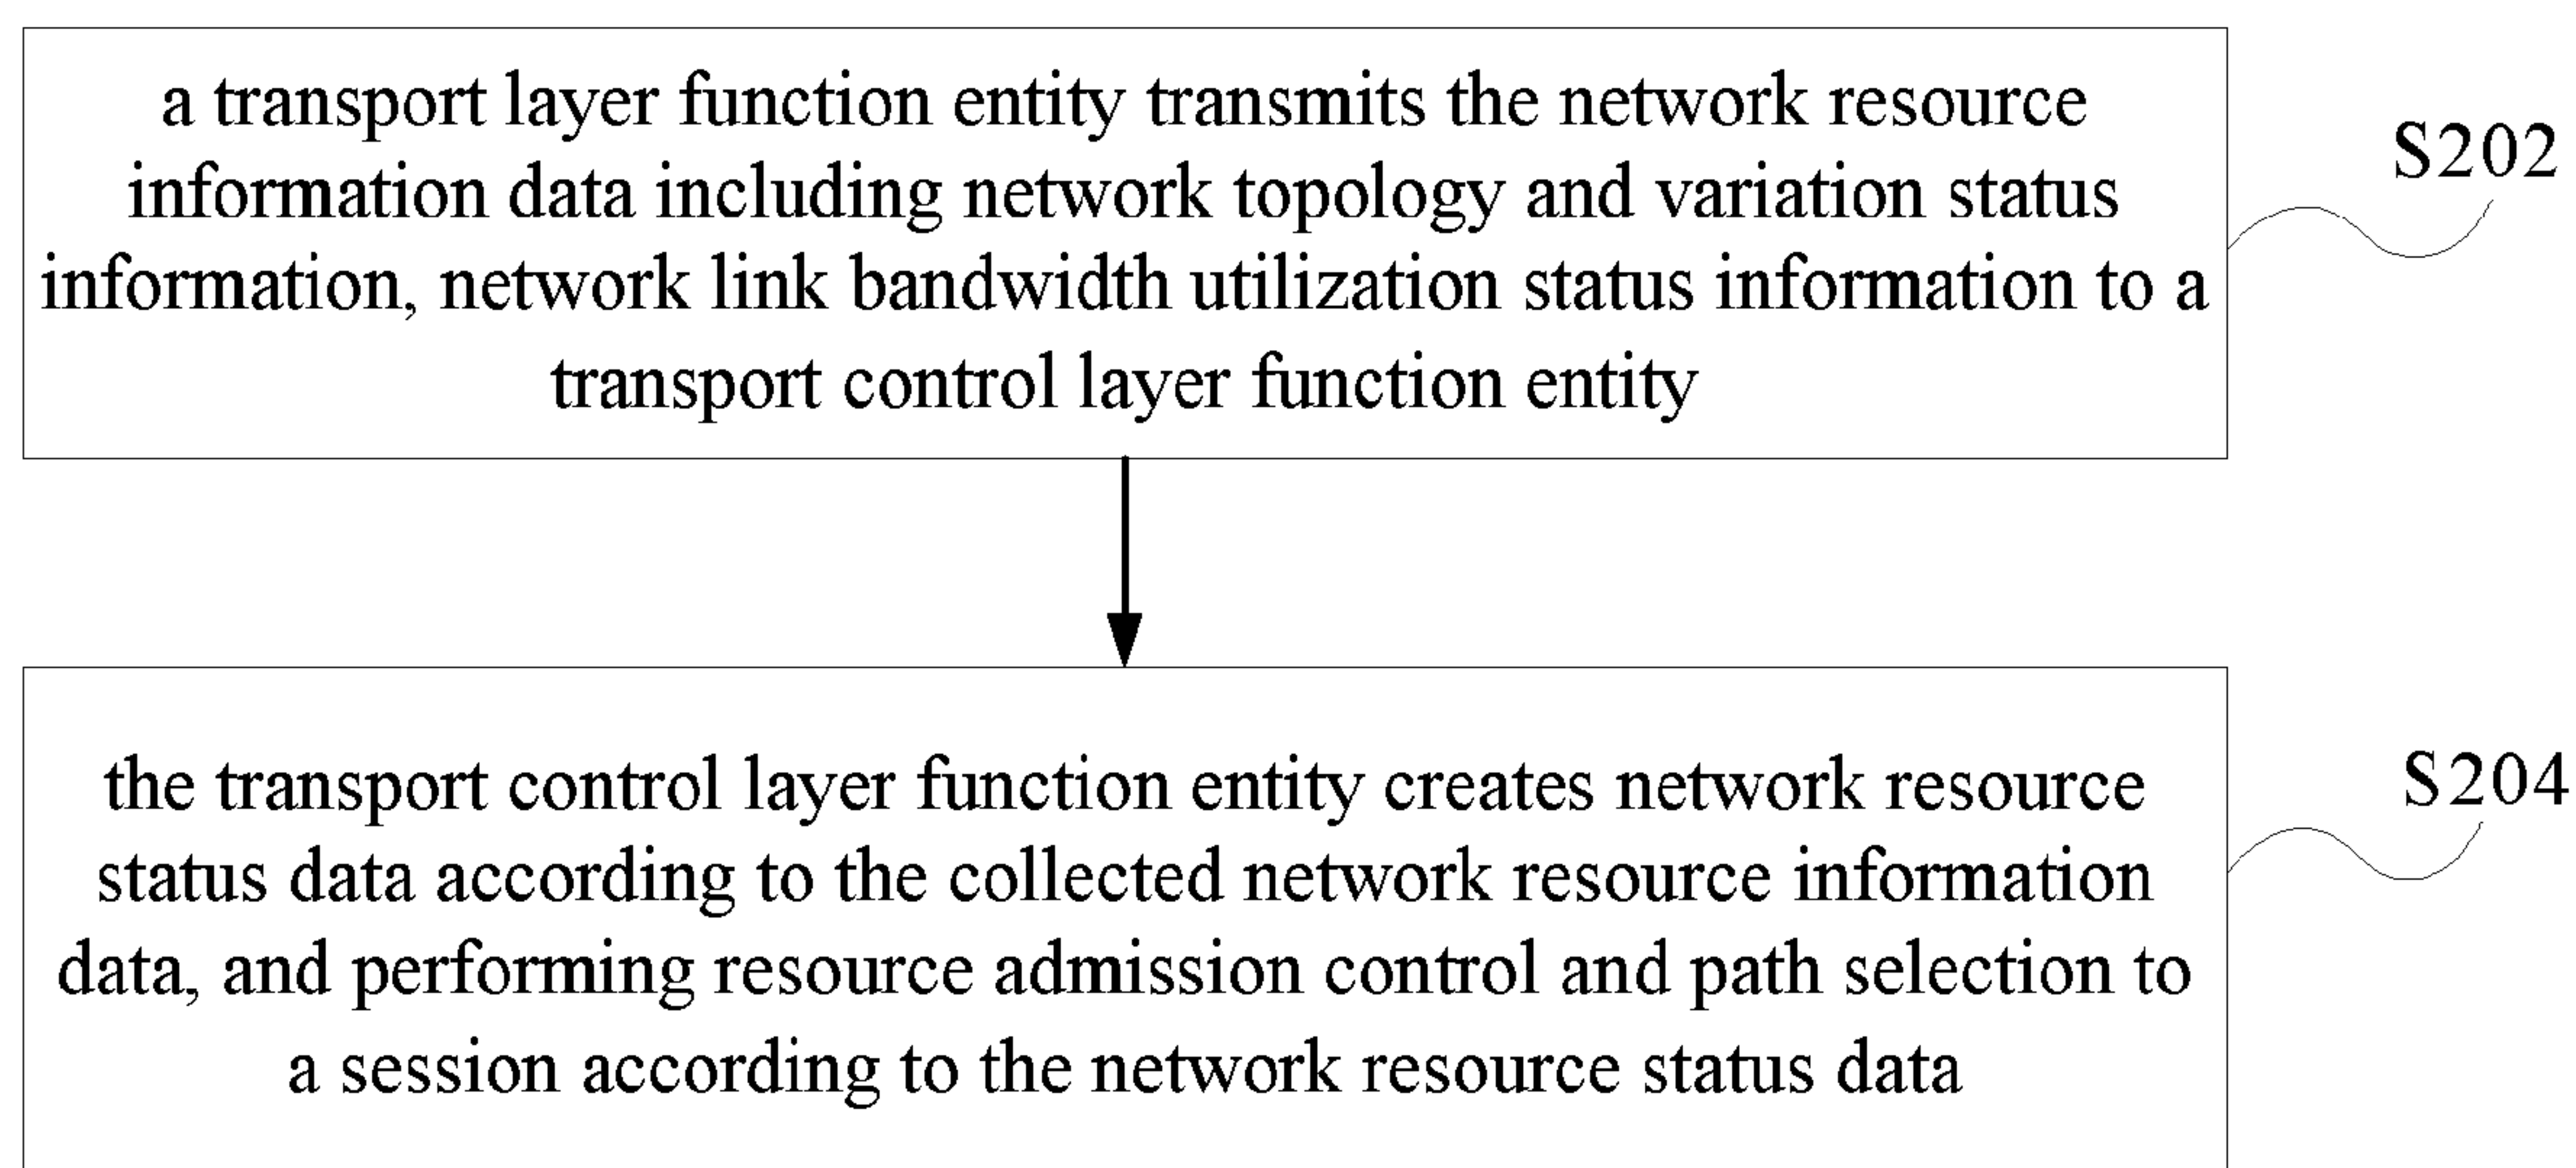 a transport layer function entity transmits the network resource
information data including network topology and variation status
information, network link bandwidth utilization status information to a
transport control layer function entity
S202
the transport control layer function entity creates network resource
status data according to the collected network resource information
data, and performing resource admission control and path selection to
a session according to the network resource status data
S204